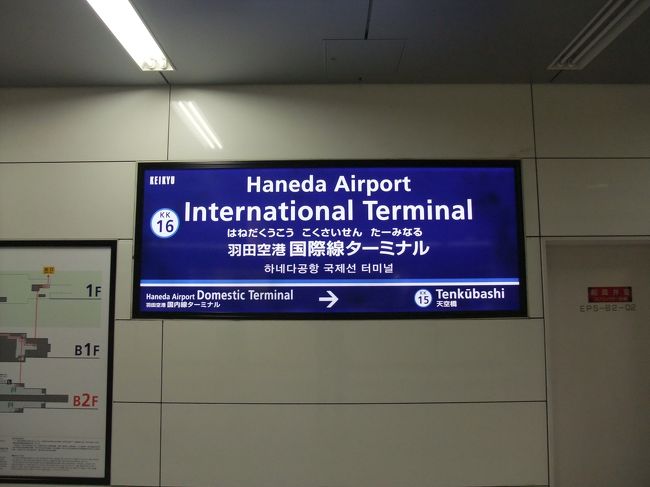 KEIKYU
Haneda Airport
International Terminal
KK
16
はねだくうこう こくさいせん たーみなる
羽田空港 国際線ターミナル
하네다공항 국제선 터미널
Haneda Airport Domestic Terminal
羽田空港 国内線ターミナル
→
KK
15
Tenkūbashi
天空橋
1F
B1F
B2F
EPS-B2-02